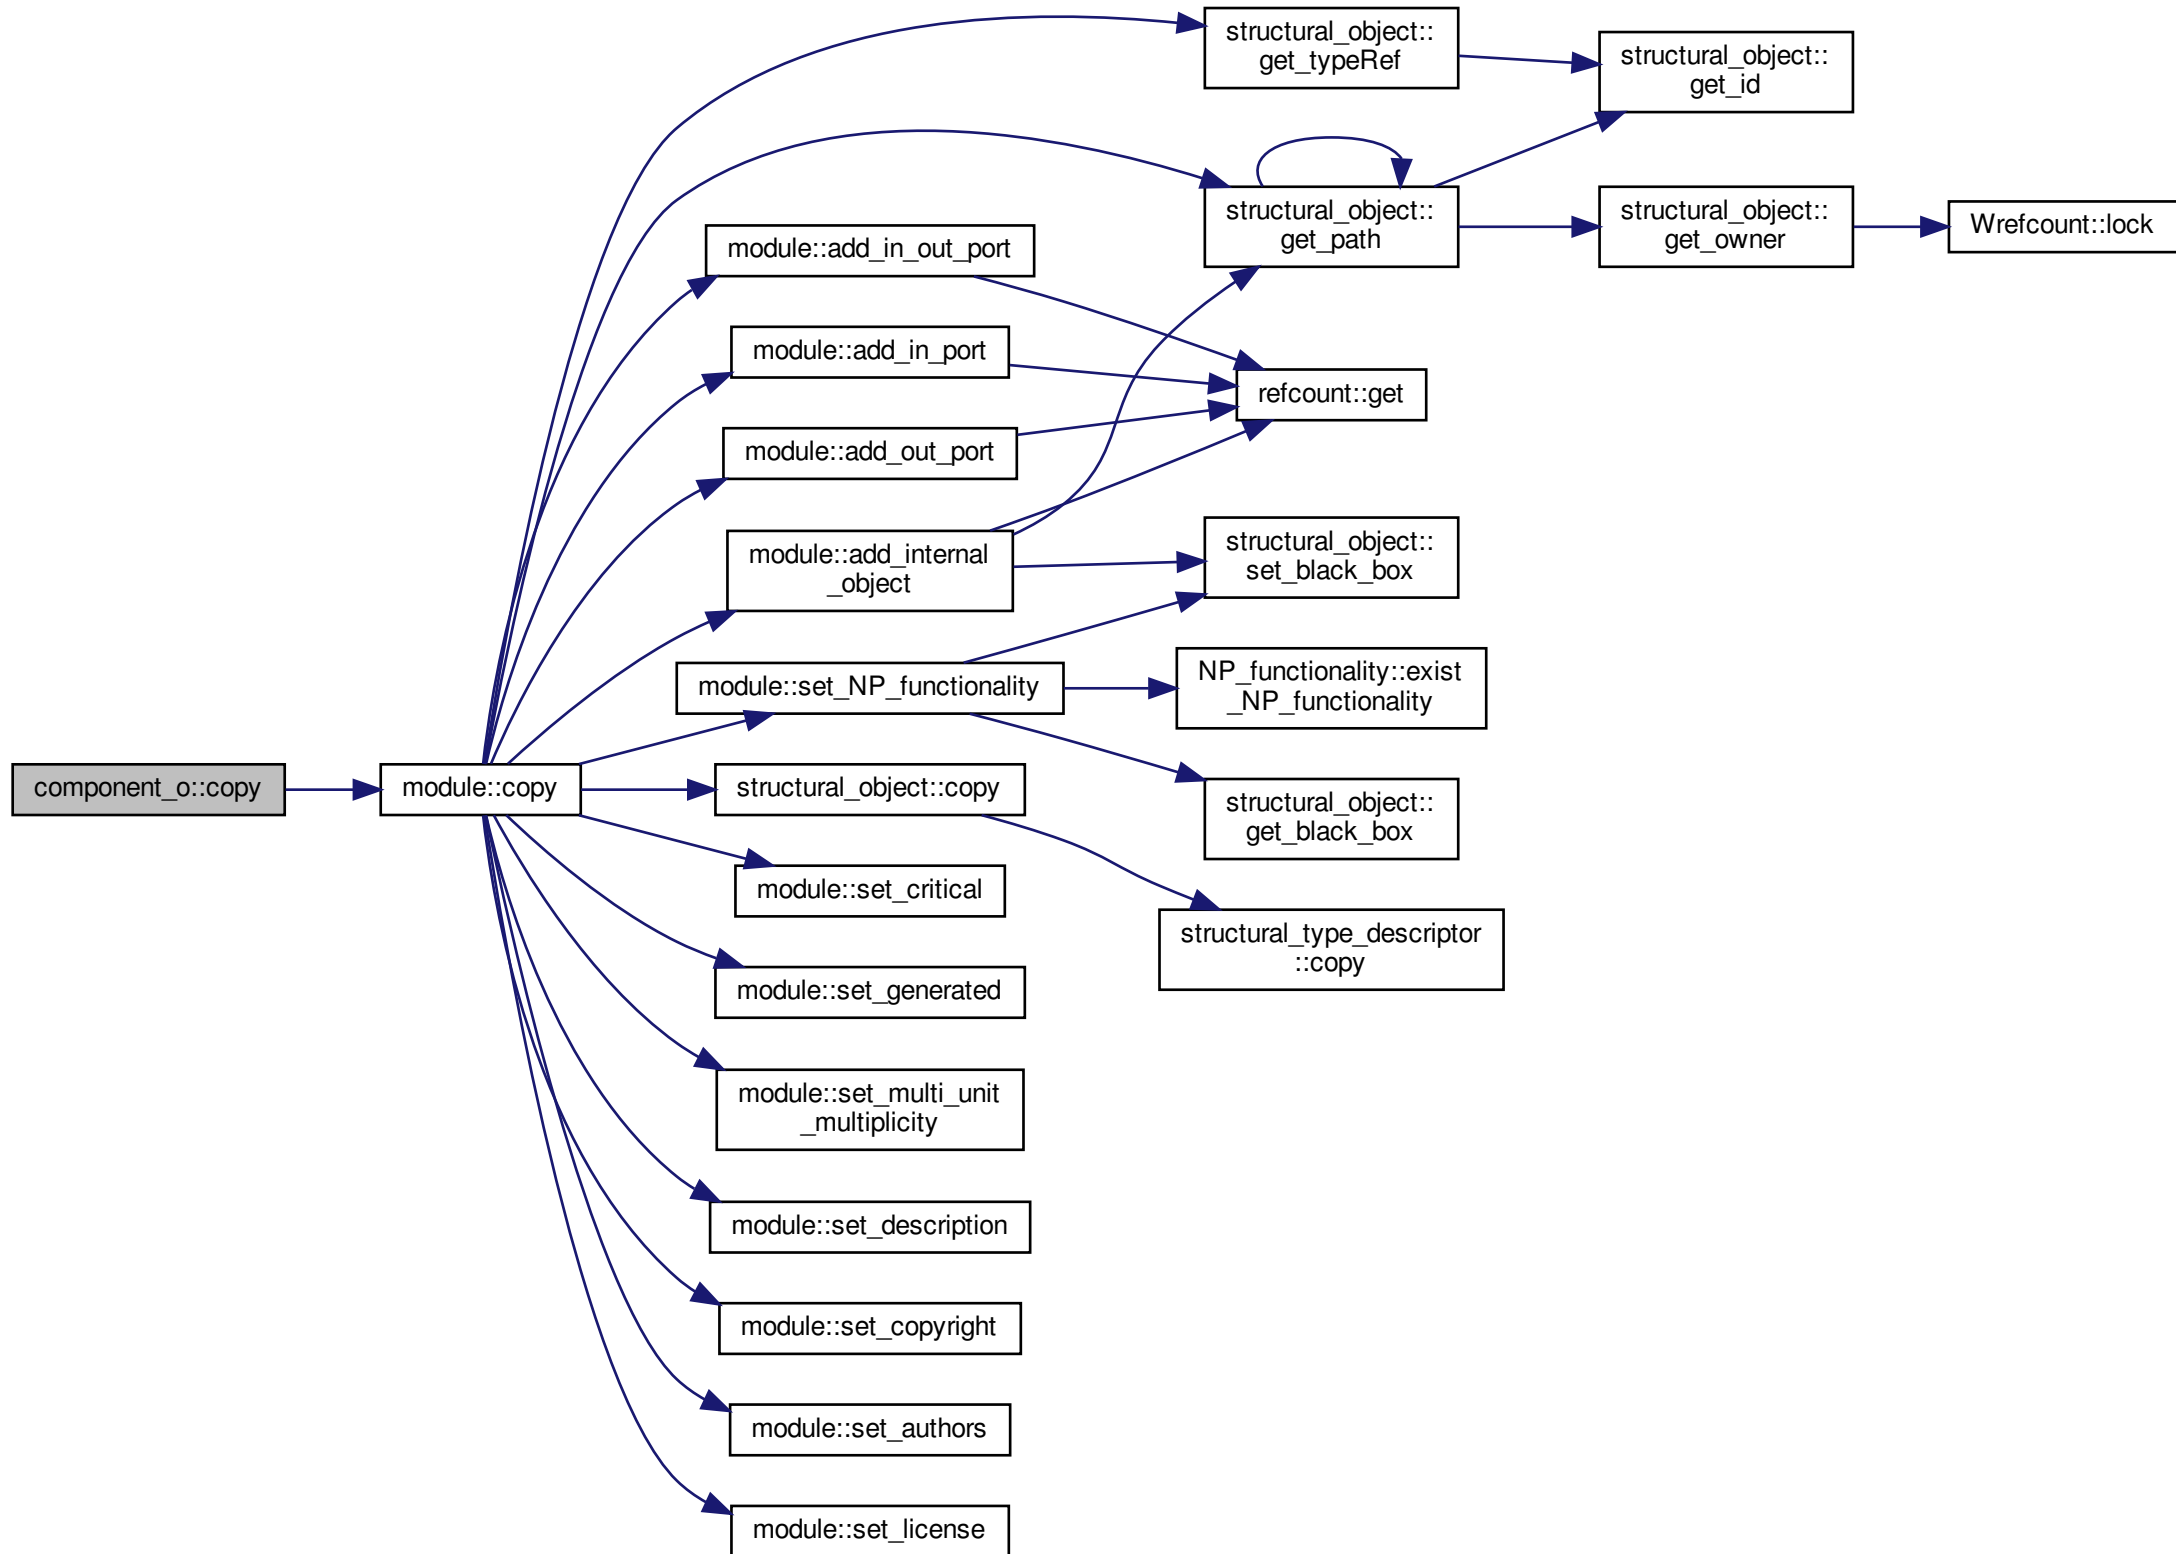 structural_object::
get_typeRef
structural_object::
get_id
structural_object::
get_path
structural_object::
get_owner
Wrefcount::lock
module::add_in_out_port
module::add_in_port
refcount::get
module::add_out_port
module::add_internal
_object
structural_object::
set_black_box
module::set_NP_functionality
NP_functionality::exist
_NP_functionality
component_o::copy
module::copy
structural_object::copy
structural_object::
get_black_box
module::set_critical
structural_type_descriptor
::copy
module::set_generated
module::set_multi_unit
_multiplicity
module::set_description
module::set_copyright
module::set_authors
module::set_license